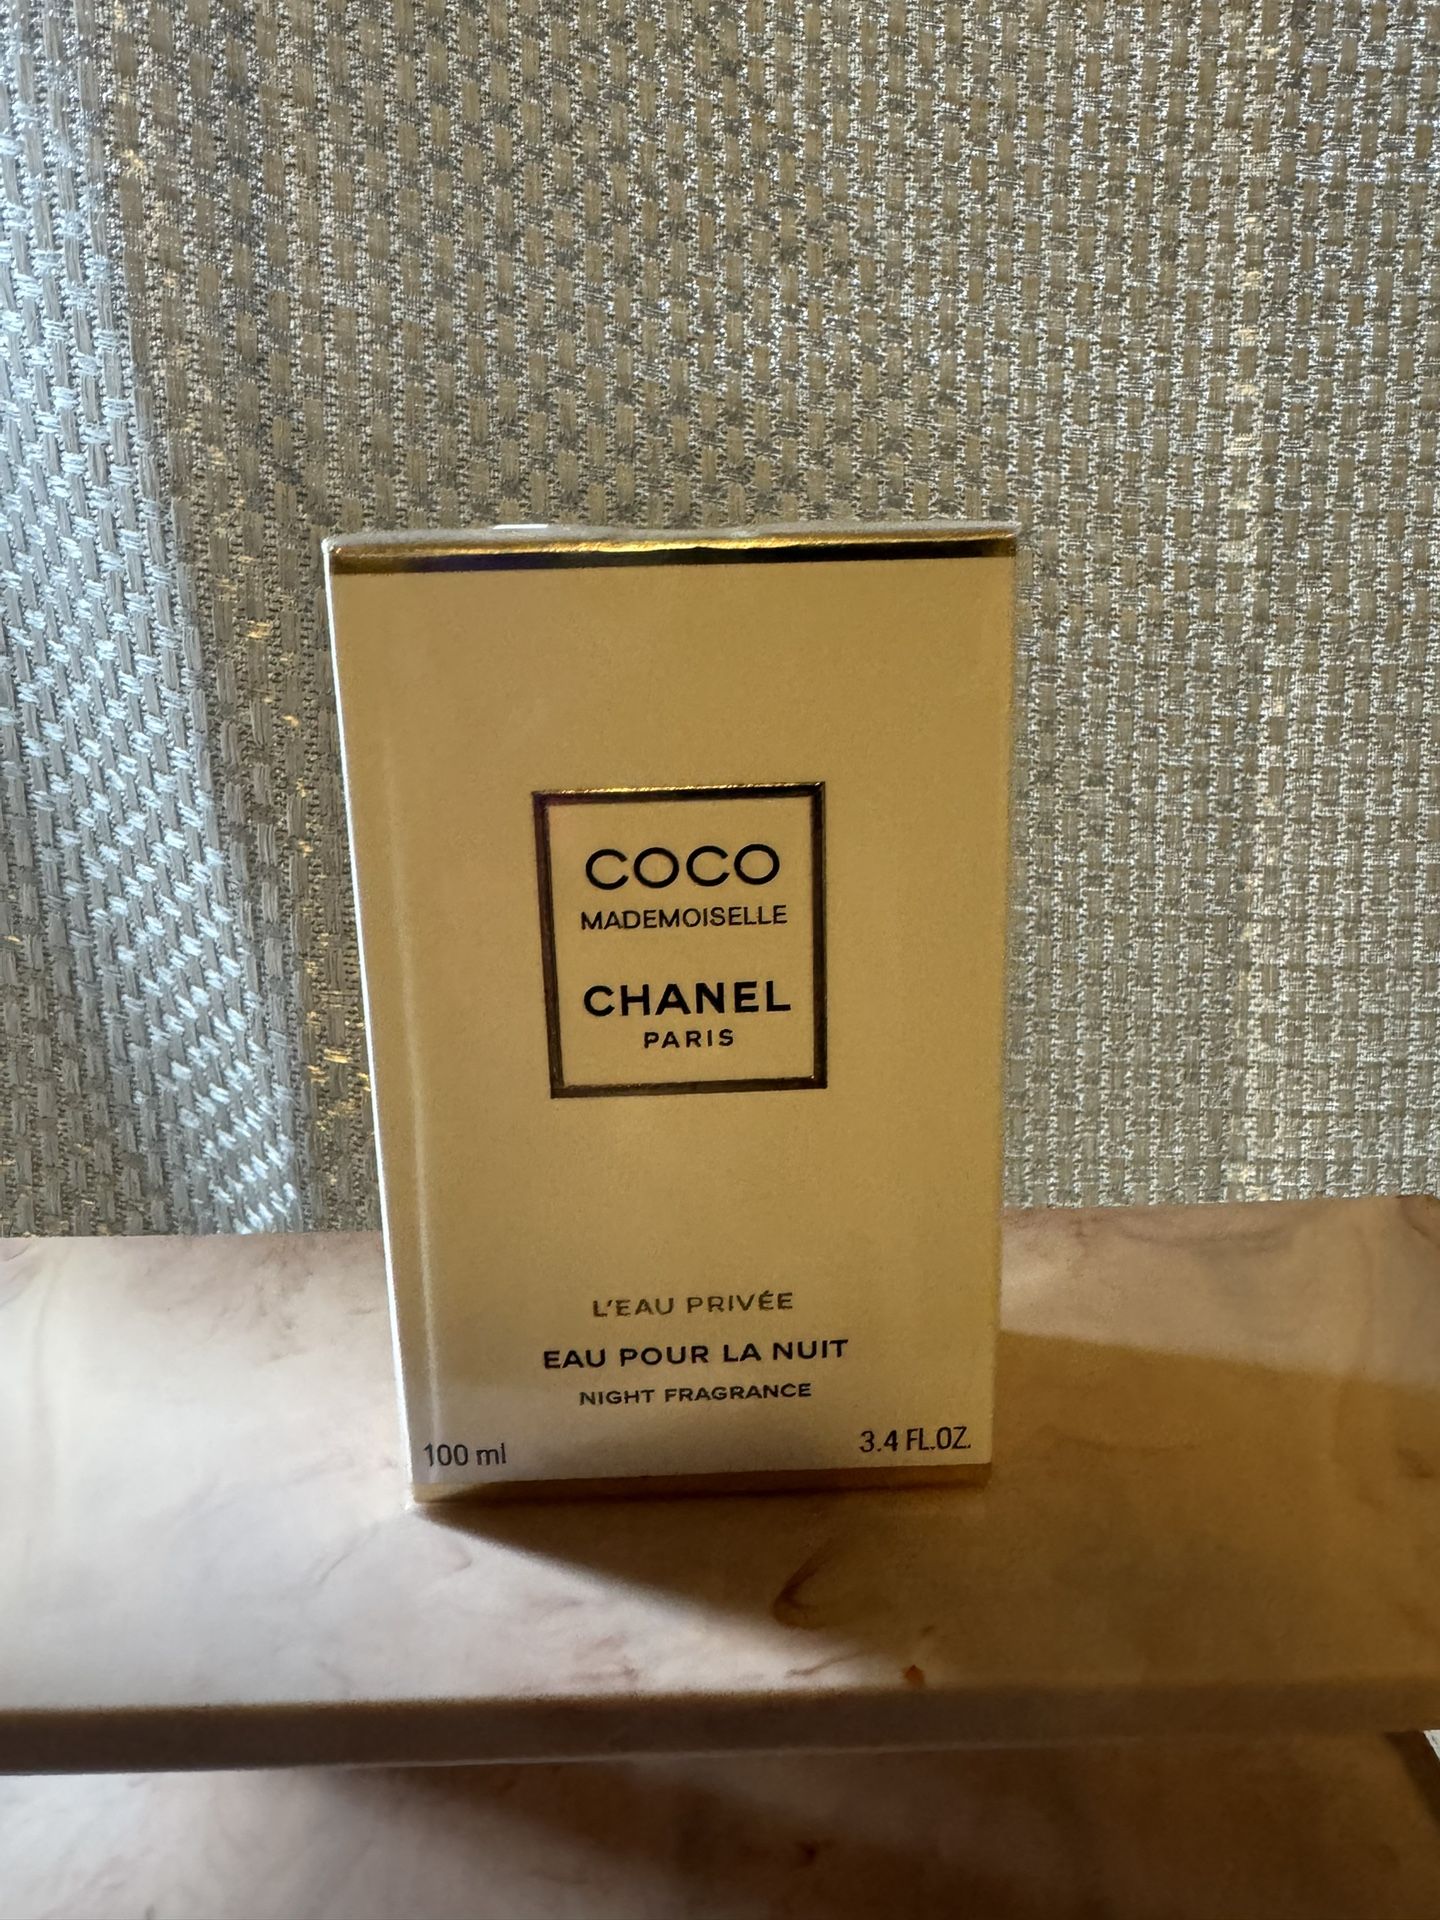 COCO
MADEMOISELLE
CHANEL
PARIS
L'EAU PRIVÉE
EAU POUR LA NUIT
NIGHT FRAGRANCE
100 ml
3.4 FL.OZ.